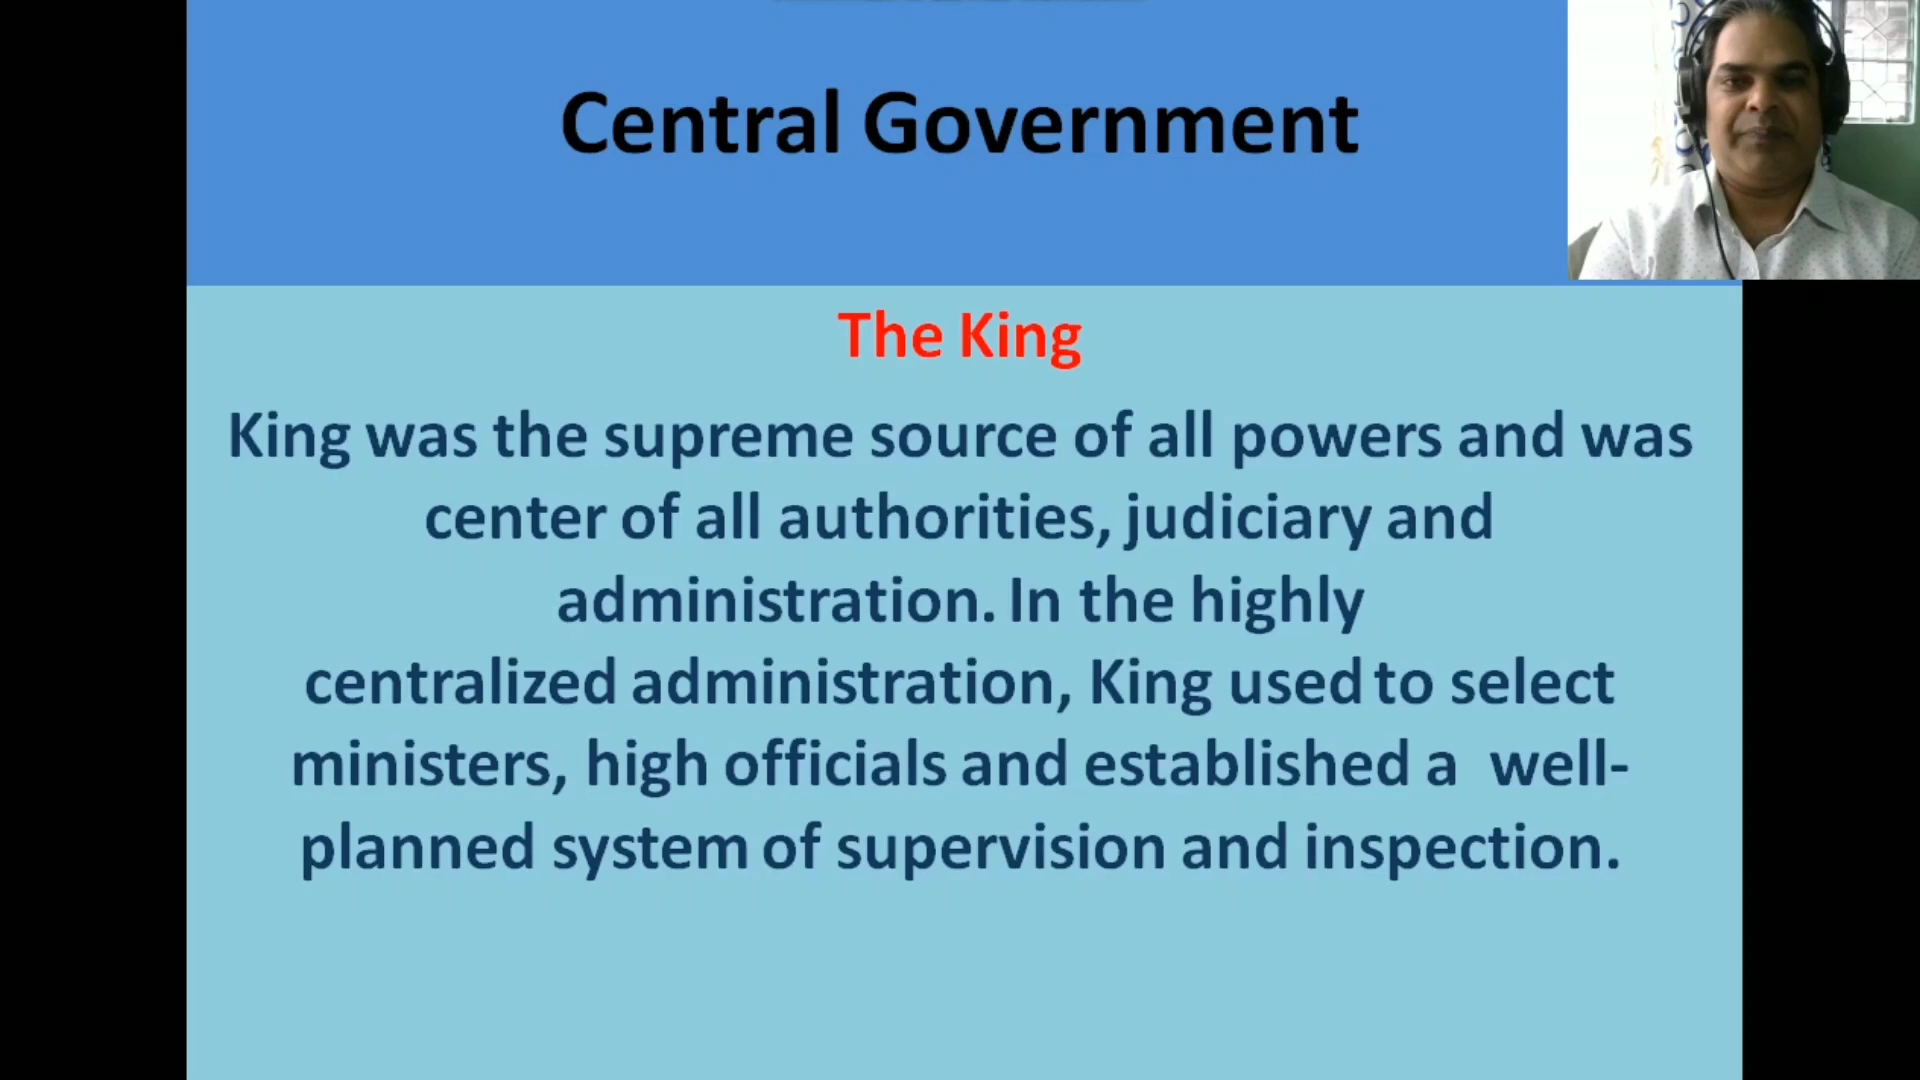 Central Government
The King
King was the supreme source of all powers and was
center of all authorities, judiciary and
administration. In the highly
centralized administration, King used to select
ministers, high officials and established a  well-
planned system of supervision and inspection.